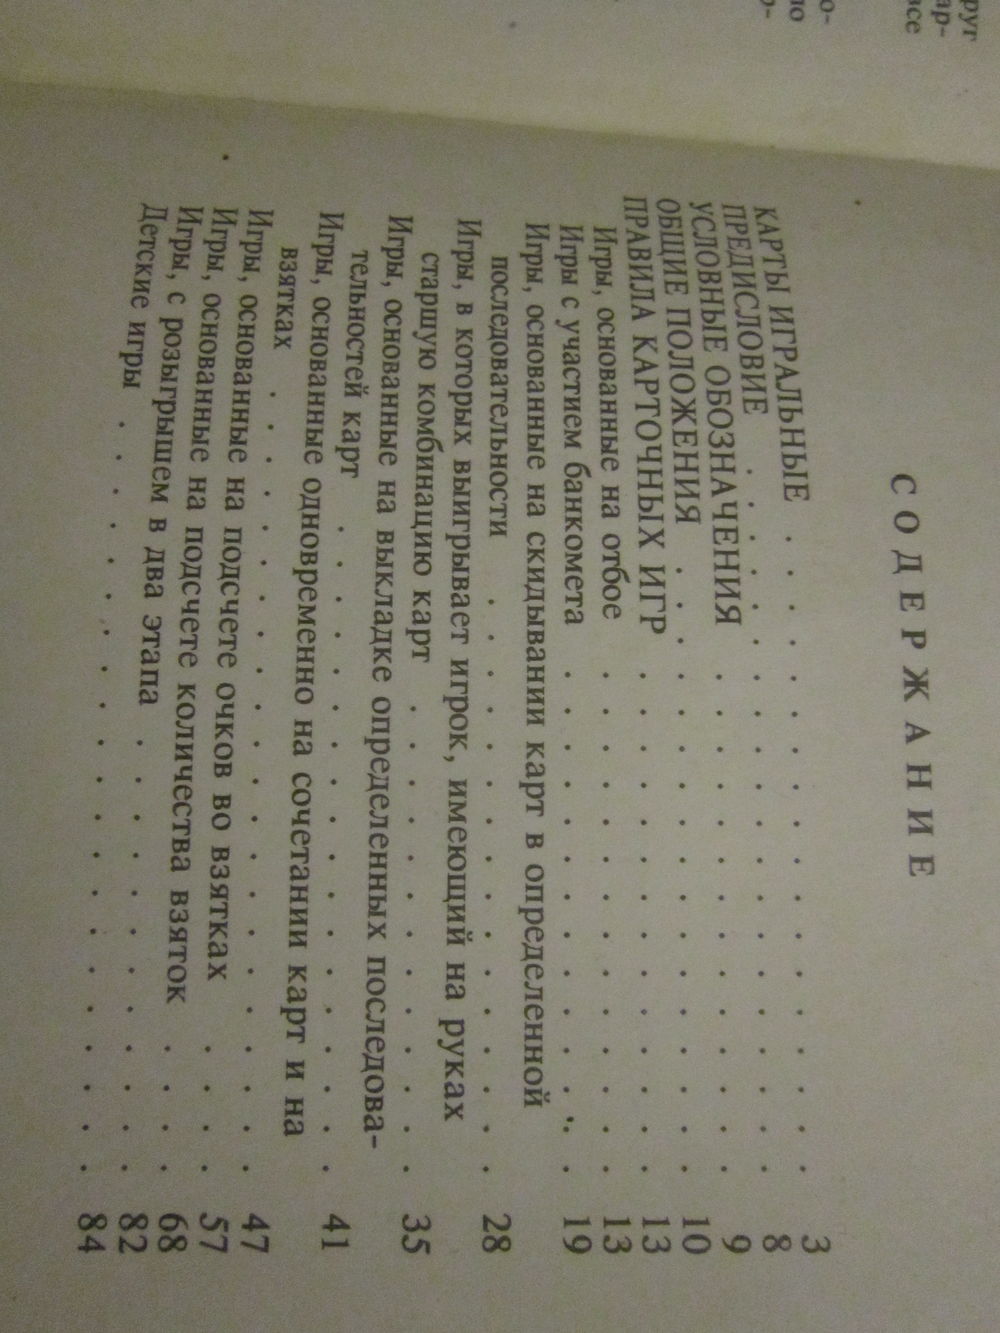 СОДЕРЖАНИЕ
КАРТЫ ИГРАЛЬНЫЕ . . . . . . . . . . 3
ПРЕДИСЛОВИЕ . . . . . . . . . . 8
УСЛОВНЫЕ ОБОЗНАЧЕНИЯ . . . . . . . . 9
ОБЩИЕ ПОЛОЖЕНИЯ . . . . . . . . . 10
ПРАВИЛА КАРТОЧНЫХ ИГР . . . . . . . . 13
Игры, основанные на отбое . . . . . . . . 13
Игры с участием банкомета . . . . . . . . 19
Игры, основанные на скидывании карт в определенной
последовательности . . . . . . . . . 28
Игры, в которых выигрывает игрок, имеющий на руках
старшую комбинацию карт . . . . . . . . 35
Игры, основанные на выкладке определенных последова-
тельностей карт . . . . . . . . . . 41
Игры, основанные одновременно на сочетании карт и на
взятках . . . . . . . . . . . . 47
Игры, основанные на подсчете очков во взятках . . . . 57
Игры, основанные на подсчете количества взяток . . . . 68
Игры, с розыгрышем в два этапа . . . . . . . 82
Детские игры . . . . . . . . . . . 84
руг
ар-
все
о-
ло
о-